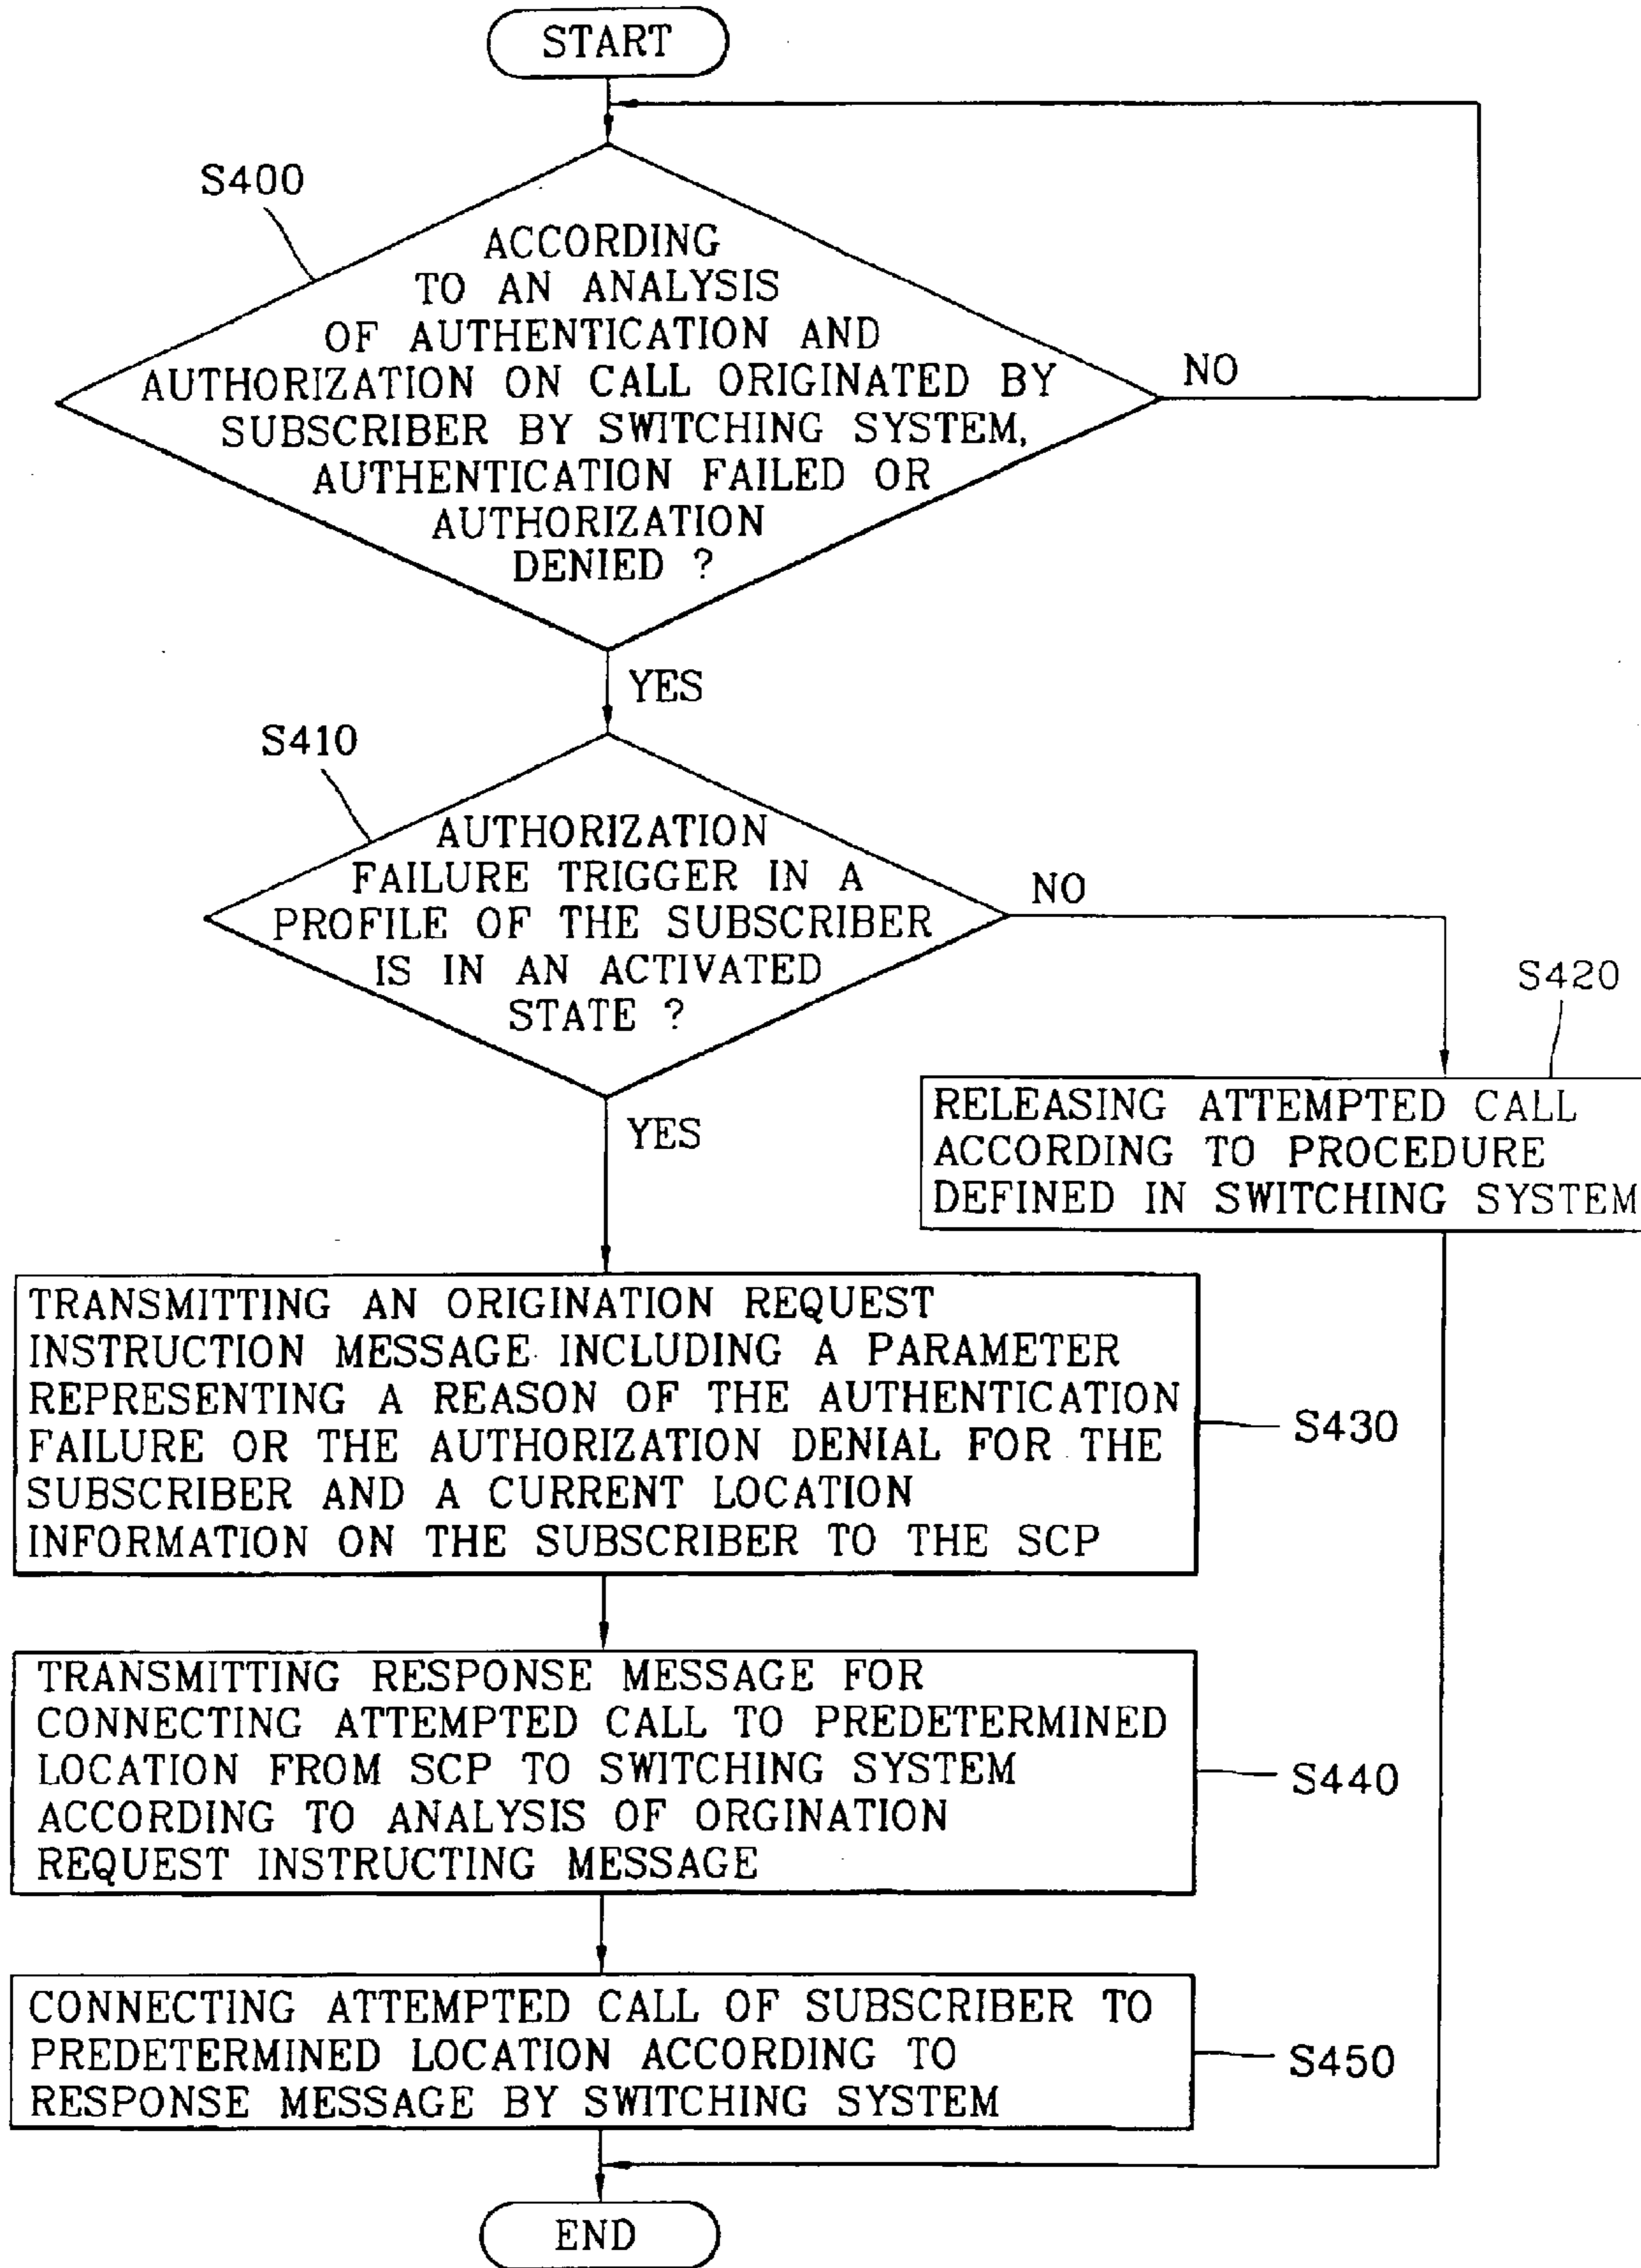 START
S400
ACCORDING
TO AN ANALYSIS
OF AUTHENTICATION AND
AUTHORIZATION ON CALL ORIGINATED BY
SUBSCRIBER BY SWITCHING SYSTEM,
AUTHENTICATION FAILED OR
AUTHORIZATION
DENIED ?
NO
YES
S410
AUTHORIZATION
FAILURE TRIGGER IN A
PROFILE OF THE SUBSCRIBER
IS IN AN ACTIVATED
STATE ?
NO
YES
S420
RELEASING ATTEMPTED CALL
ACCORDING TO PROCEDURE
DEFINED IN SWITCHING SYSTEM
TRANSMITTING AN ORIGINATION REQUEST
INSTRUCTION MESSAGE INCLUDING A PARAMETER
REPRESENTING A REASON OF THE AUTHENTICATION
FAILURE OR THE AUTHORIZATION DENIAL FOR THE
SUBSCRIBER AND A CURRENT LOCATION
INFORMATION ON THE SUBSCRIBER TO THE SCP
S430
TRANSMITTING RESPONSE MESSAGE FOR
CONNECTING ATTEMPTED CALL TO PREDETERMINED
LOCATION FROM SCP TO SWITCHING SYSTEM
ACCORDING TO ANALYSIS OF ORGINATION
REQUEST INSTRUCTING MESSAGE
S440
CONNECTING ATTEMPTED CALL OF SUBSCRIBER TO
PREDETERMINED LOCATION ACCORDING TO
RESPONSE MESSAGE BY SWITCHING SYSTEM
S450
END